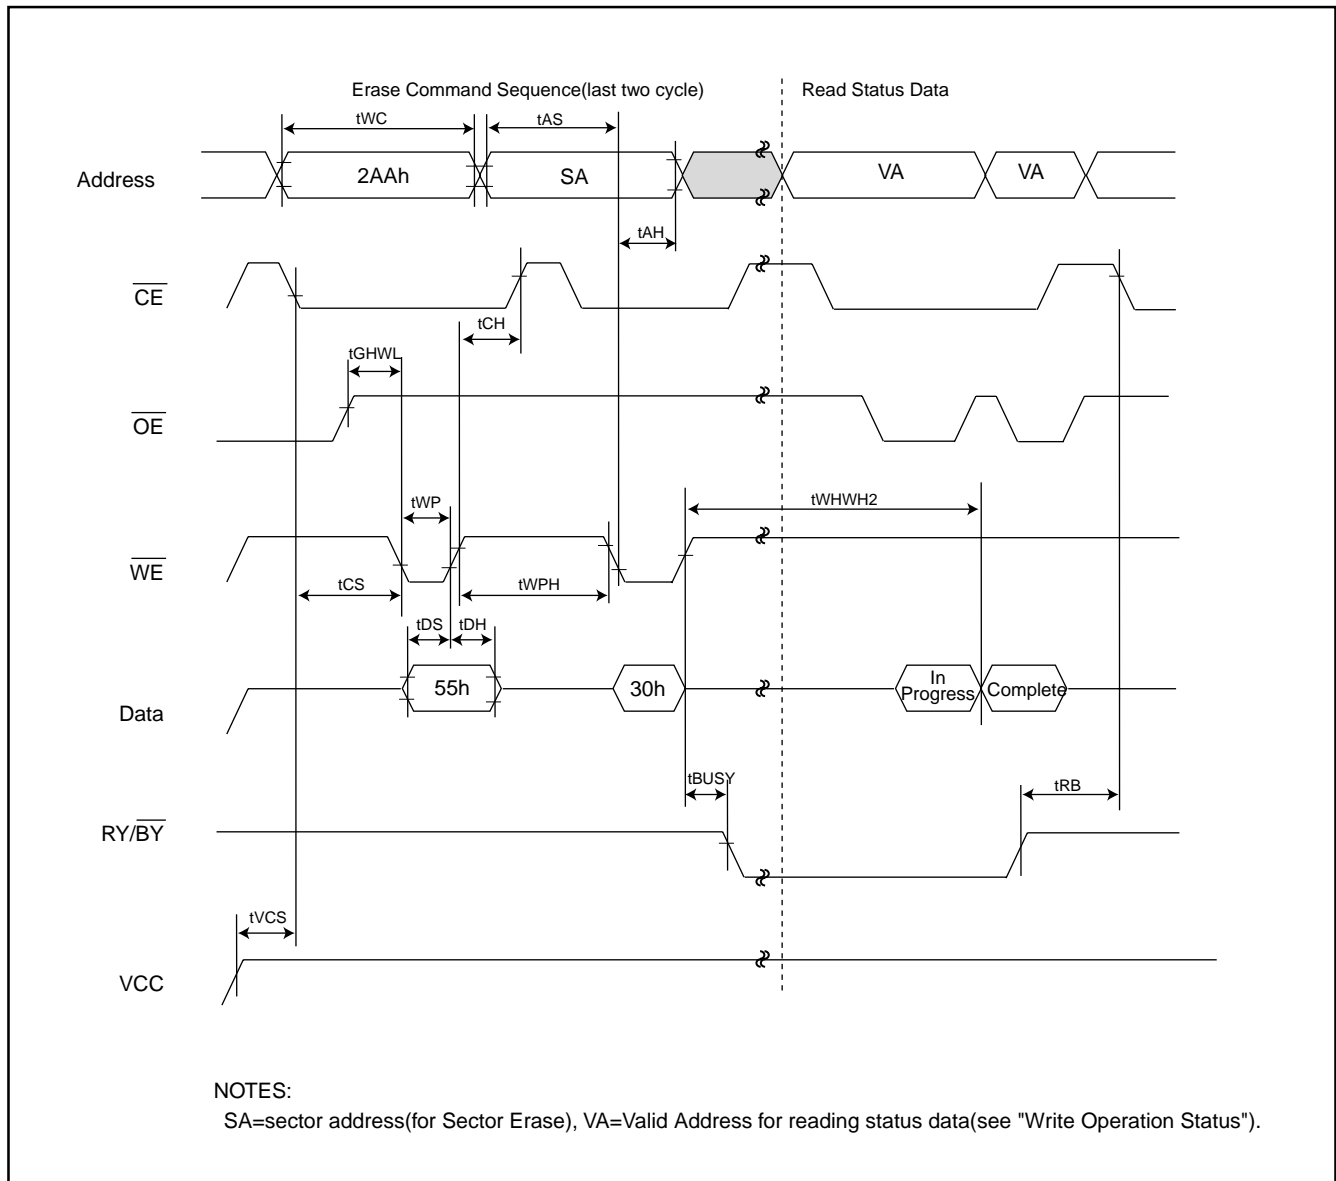 Erase Command Sequence(last two cycle)
Read Status Data
tWC
tAS
Address
2AAh
SA
VA
VA
tAH
CE
tCH
tGHWL
OE
tWP
tWHWH2
WE
tCS
tWPH
tDS
tDH
Data
55h
30h
In
Progress
Complete
tBUSY
tRB
RY/BY
tVCS
VCC
NOTES:
SA=sector address(for Sector Erase), VA=Valid Address for reading status data(see "Write Operation Status").